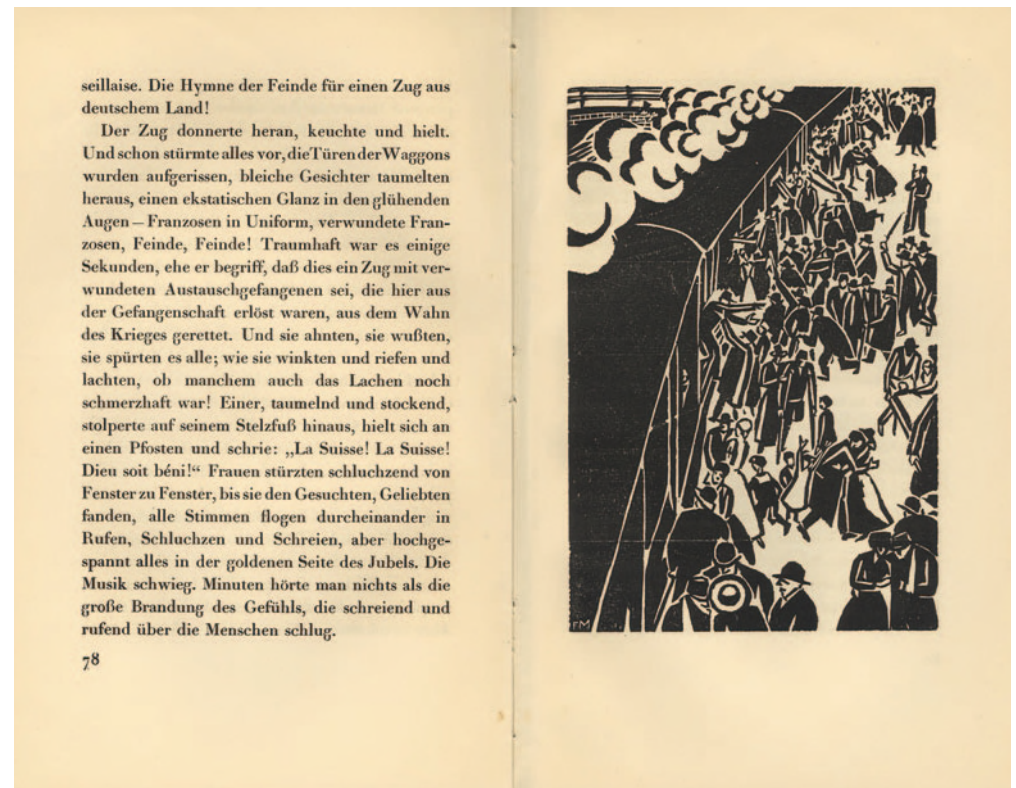 seillaise. Die Hymne der Feinde für einen Zug aus
deutschem Land!
Der Zug donnerte heran, keuchte und hielt.
Und schon stürmte alles vor, die Türen der Waggons
wurden aufgerissen, bleiche Gesichter taumelten
heraus, einen ekstatischen Glanz in den glühenden
Augen – Franzosen in Uniform, verwundete Fran-
zosen, Feinde, Feinde! Traumhaft war es einige
Sekunden, ehe er begriff, daß dies ein Zug mit ver-
wundeten Austauschgefangenen sei, die hier aus
der Gefangenschaft erlöst waren, aus dem Wahn
des Krieges gerettet. Und sie ahnten, sie wußten,
sie spürten es alle; wie sie winkten und riefen und
lachten, ob manchem auch das Lachen noch
schmerzhaft war! Einer, taumelnd und stockend,
stolperte auf seinem Stelzfuß hinaus, hielt sich an
einen Pfosten und schrie: „La Suisse! La Suisse!
Dieu soit béni!“ Frauen stürzten schluchzend von
Fenster zu Fenster, bis sie den Gesuchten, Geliebten
fanden, alle Stimmen flogen durcheinander in
Rufen, Schluchzen und Schreien, aber hochge-
spannt alles in der goldenen Seite des Jubels. Die
Musik schwieg. Minuten hörte man nichts als die
große Brandung des Gefühls, die schreiend und
rufend über die Menschen schlug.
78
FM